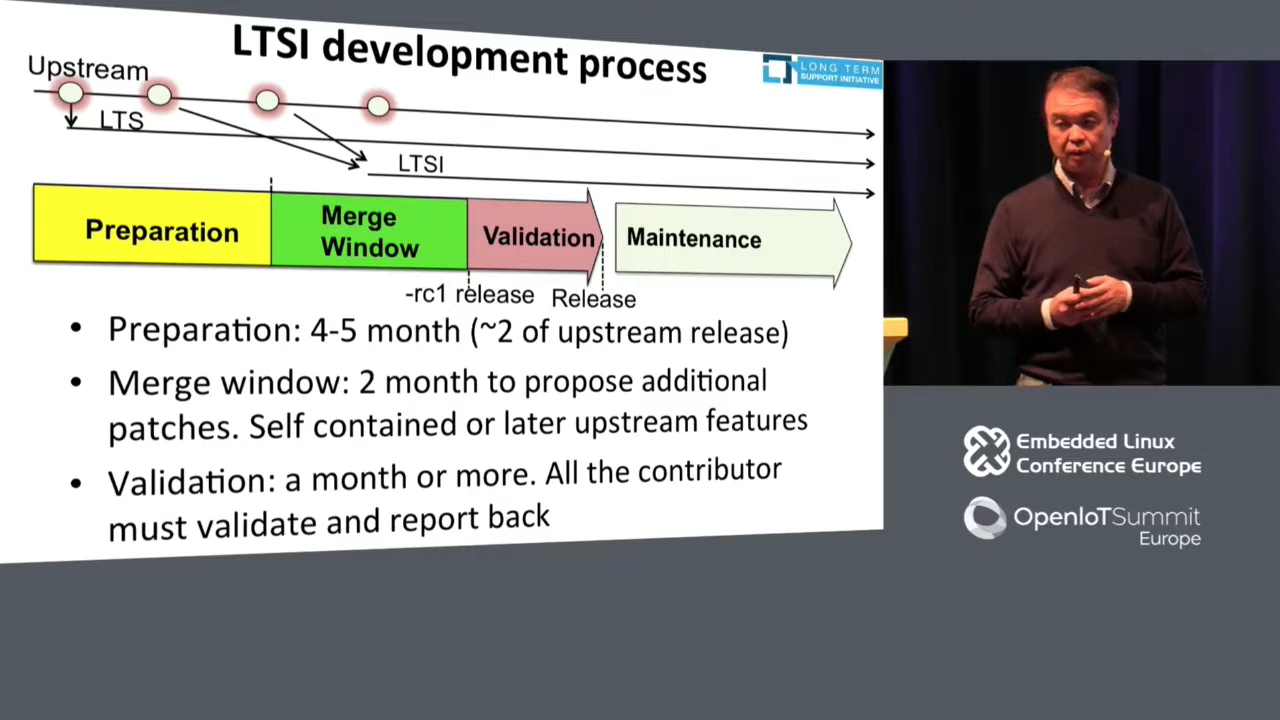 LTSI development process
LONG TERM
SUPPORT INITIATIVE
Upstream
LTS
LTSI
Preparation
Merge
Window
Validation
Maintenance
-rc1 release
Release
• Preparation: 4-5 month (~2 of upstream release)
• Merge window: 2 month to propose additional
patches. Self contained or later upstream features
• Validation: a month or more. All the contributor
must validate and report back
Embedded Linux
Conference Europe
OpenIoTSummit
Europe